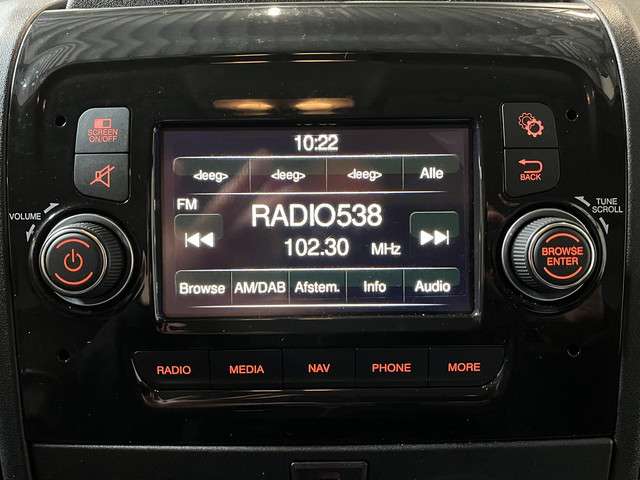 10:22
SCREEN
ON/OFF
<leeg> <leeg> <leeg> Alle
BACK
FM
RADIO538
102.30 MHz
VOLUME
TUNE
SCROLL
BROWSE
ENTER
Browse AM/DAB Afstem. Info Audio
RADIO MEDIA NAV PHONE MORE